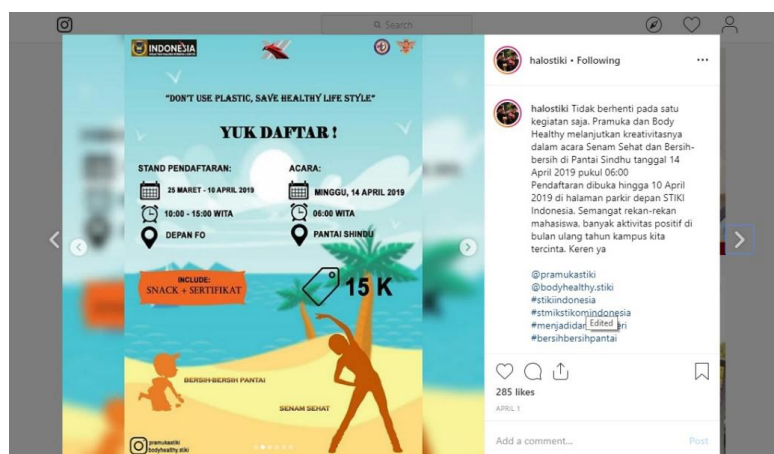 Search
INDONESIA
"DON'T USE PLASTIC, SAVE HEALTHY LIFE STYLE"
YUK DAFTAR !
STAND PENDAFTARAN:
25 MARET - 10 APRIL 2019
10:00 - 15:00 WITA
DEPAN FO
ACARA:
MINGGU, 14 APRIL 2019
06:00 WITA
PANTAI SHINDU
INCLUDE:
SNACK + SERTIFIKAT
15 K
BERSIH-BERSIH PANTAI
SENAM SEHAT
pramukastiki
bodyhealthy.stiki
halostiki • Following
halostiki Tidak berhenti pada satu
kegiatan saja. Pramuka dan Body
Healthy melanjutkan kreativitasnya
dalam acara Senam Sehat dan Bersih-
bersih di Pantai Sindhu tanggal 14
April 2019 pukul 06:00
Pendaftaran dibuka hingga 10 April
2019 di halaman parkir depan STIKI
Indonesia. Semangat rekan-rekan
mahasiswa, banyak aktivitas positif di
bulan ulang tahun kampus kita
tercinta. Keren ya
@pramukastiki
@bodyhealthy.stiki
#stikiindonesia
#stmikstikomindonesia
Edited
#bersihbersihpantai
285 likes
APRIL 1
Add a comment...
Post